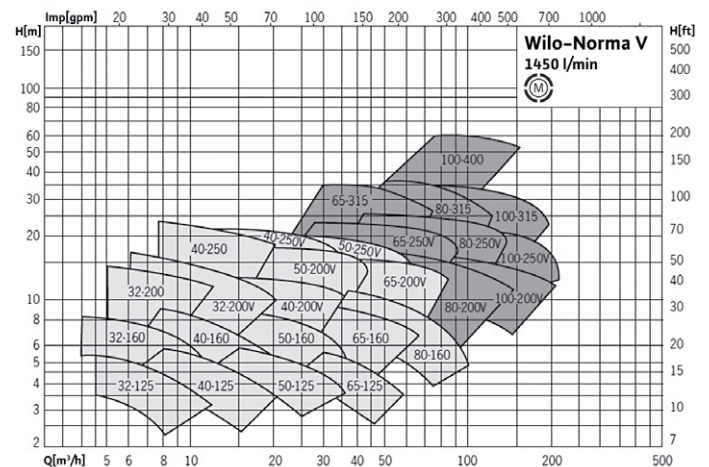 Imp[gpm] 20 30 40 50 70 100 150 200 300 400 500 700 1000
H[m]
H[ft]
Wilo-Norma V
1450 l/min
M
150
100
80
60
50
40
30
20
10
8
6
5
4
3
2
500
400
300
200
150
100
70
50
40
30
20
15
10
7
100-400
65-315
80-315
100-315
40-250
40-250V
50-250V
65-250V
80-250V
100-250V
32-200
50-200V
65-200V
32-200V
40-200V
80-200V
100-200V
32-160
40-160
50-160
65-160
80-160
32-125
40-125
50-125
65-125
Q[m³/h] 5 6 8 10 20 30 40 50 100 200 500